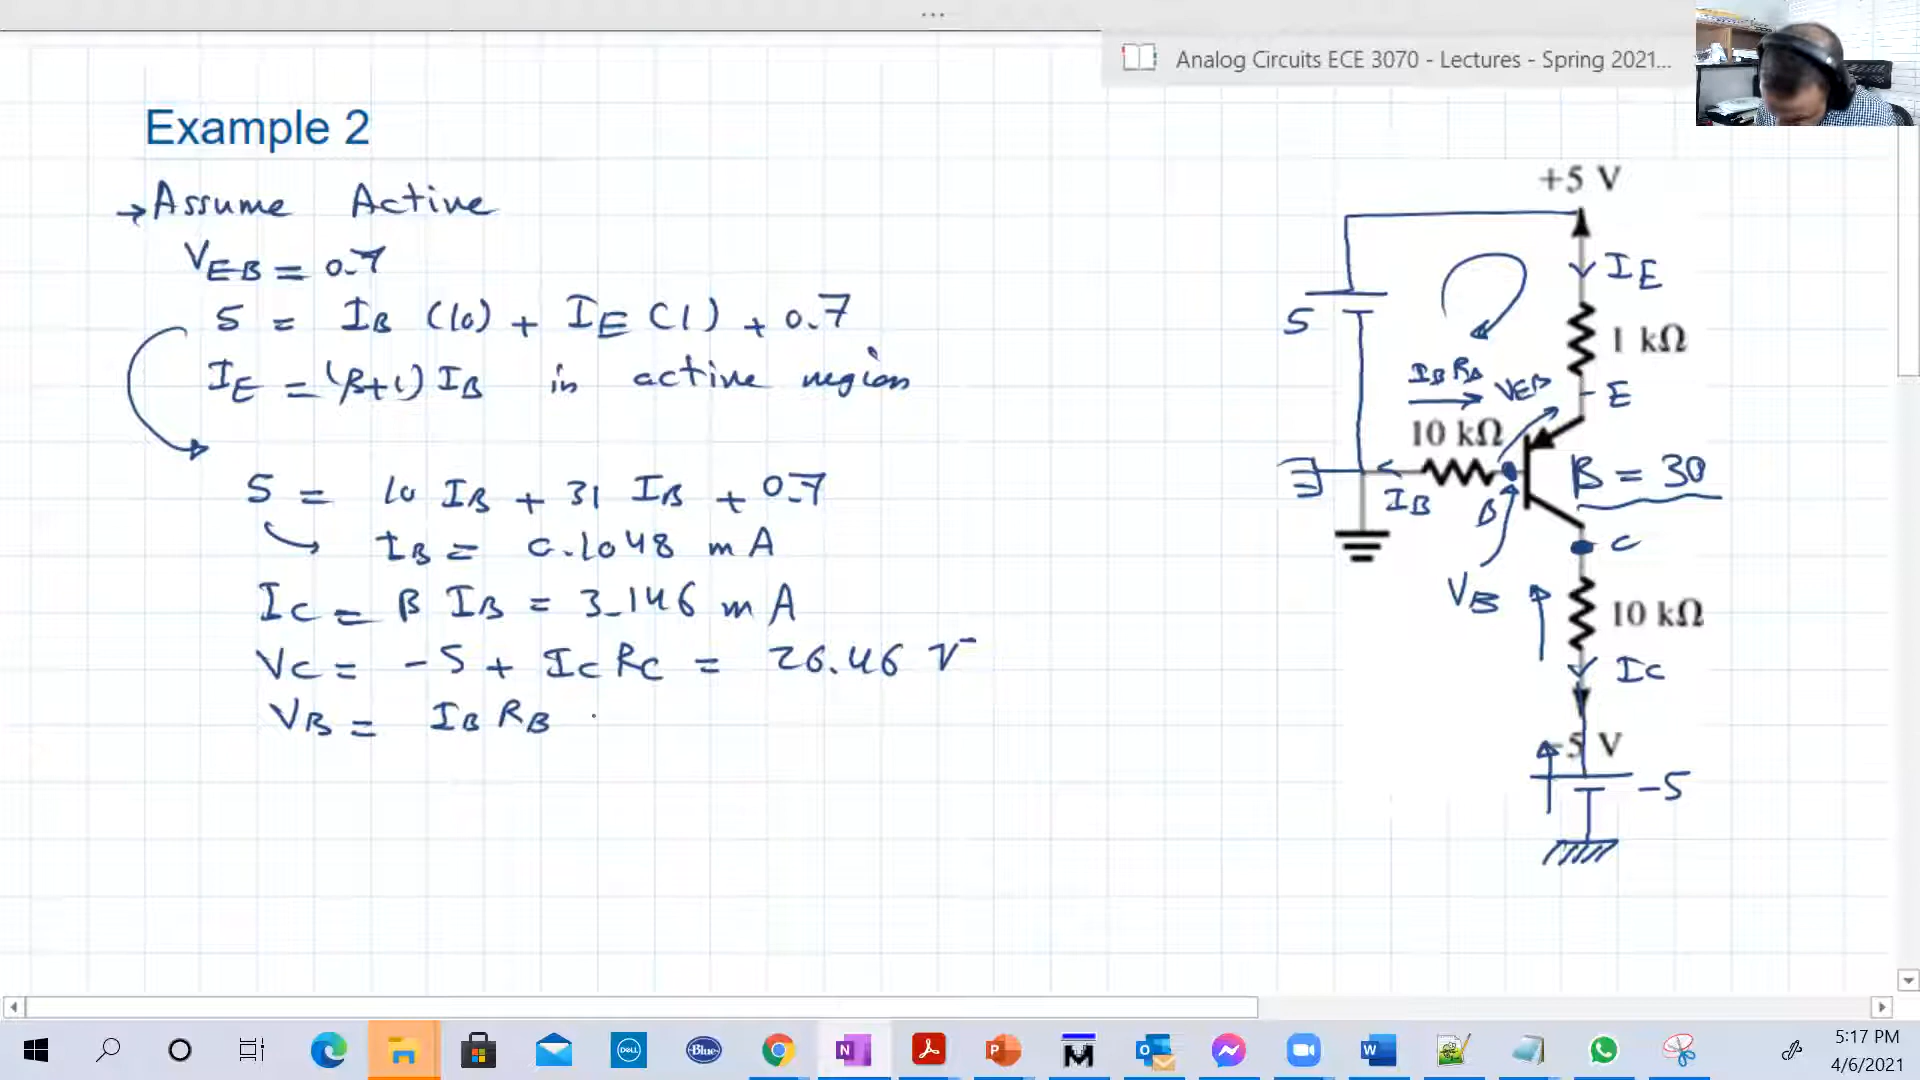 ...
Analog Circuits ECE 3070 - Lectures - Spring 2021...
Example 2
→ Assume Active
VEB = 0.7
5 = IB (10) + IE (1) + 0.7
IE = (β+1) IB in active region
5 = 10 IB + 31 IB + 0.7
IB = 0.1048 mA
IC = β IB = 3.146 mA
VC = -5 + IC RC = 26.46 V
VB = IB RB
+5 V
IE
5
1 kΩ
IB RB
VEB
E
10 kΩ
β = 30
IB
B
C
VB
10 kΩ
IC
-5 V
-5
DELL
Blue
N
P
M
W
5:17 PM
4/6/2021